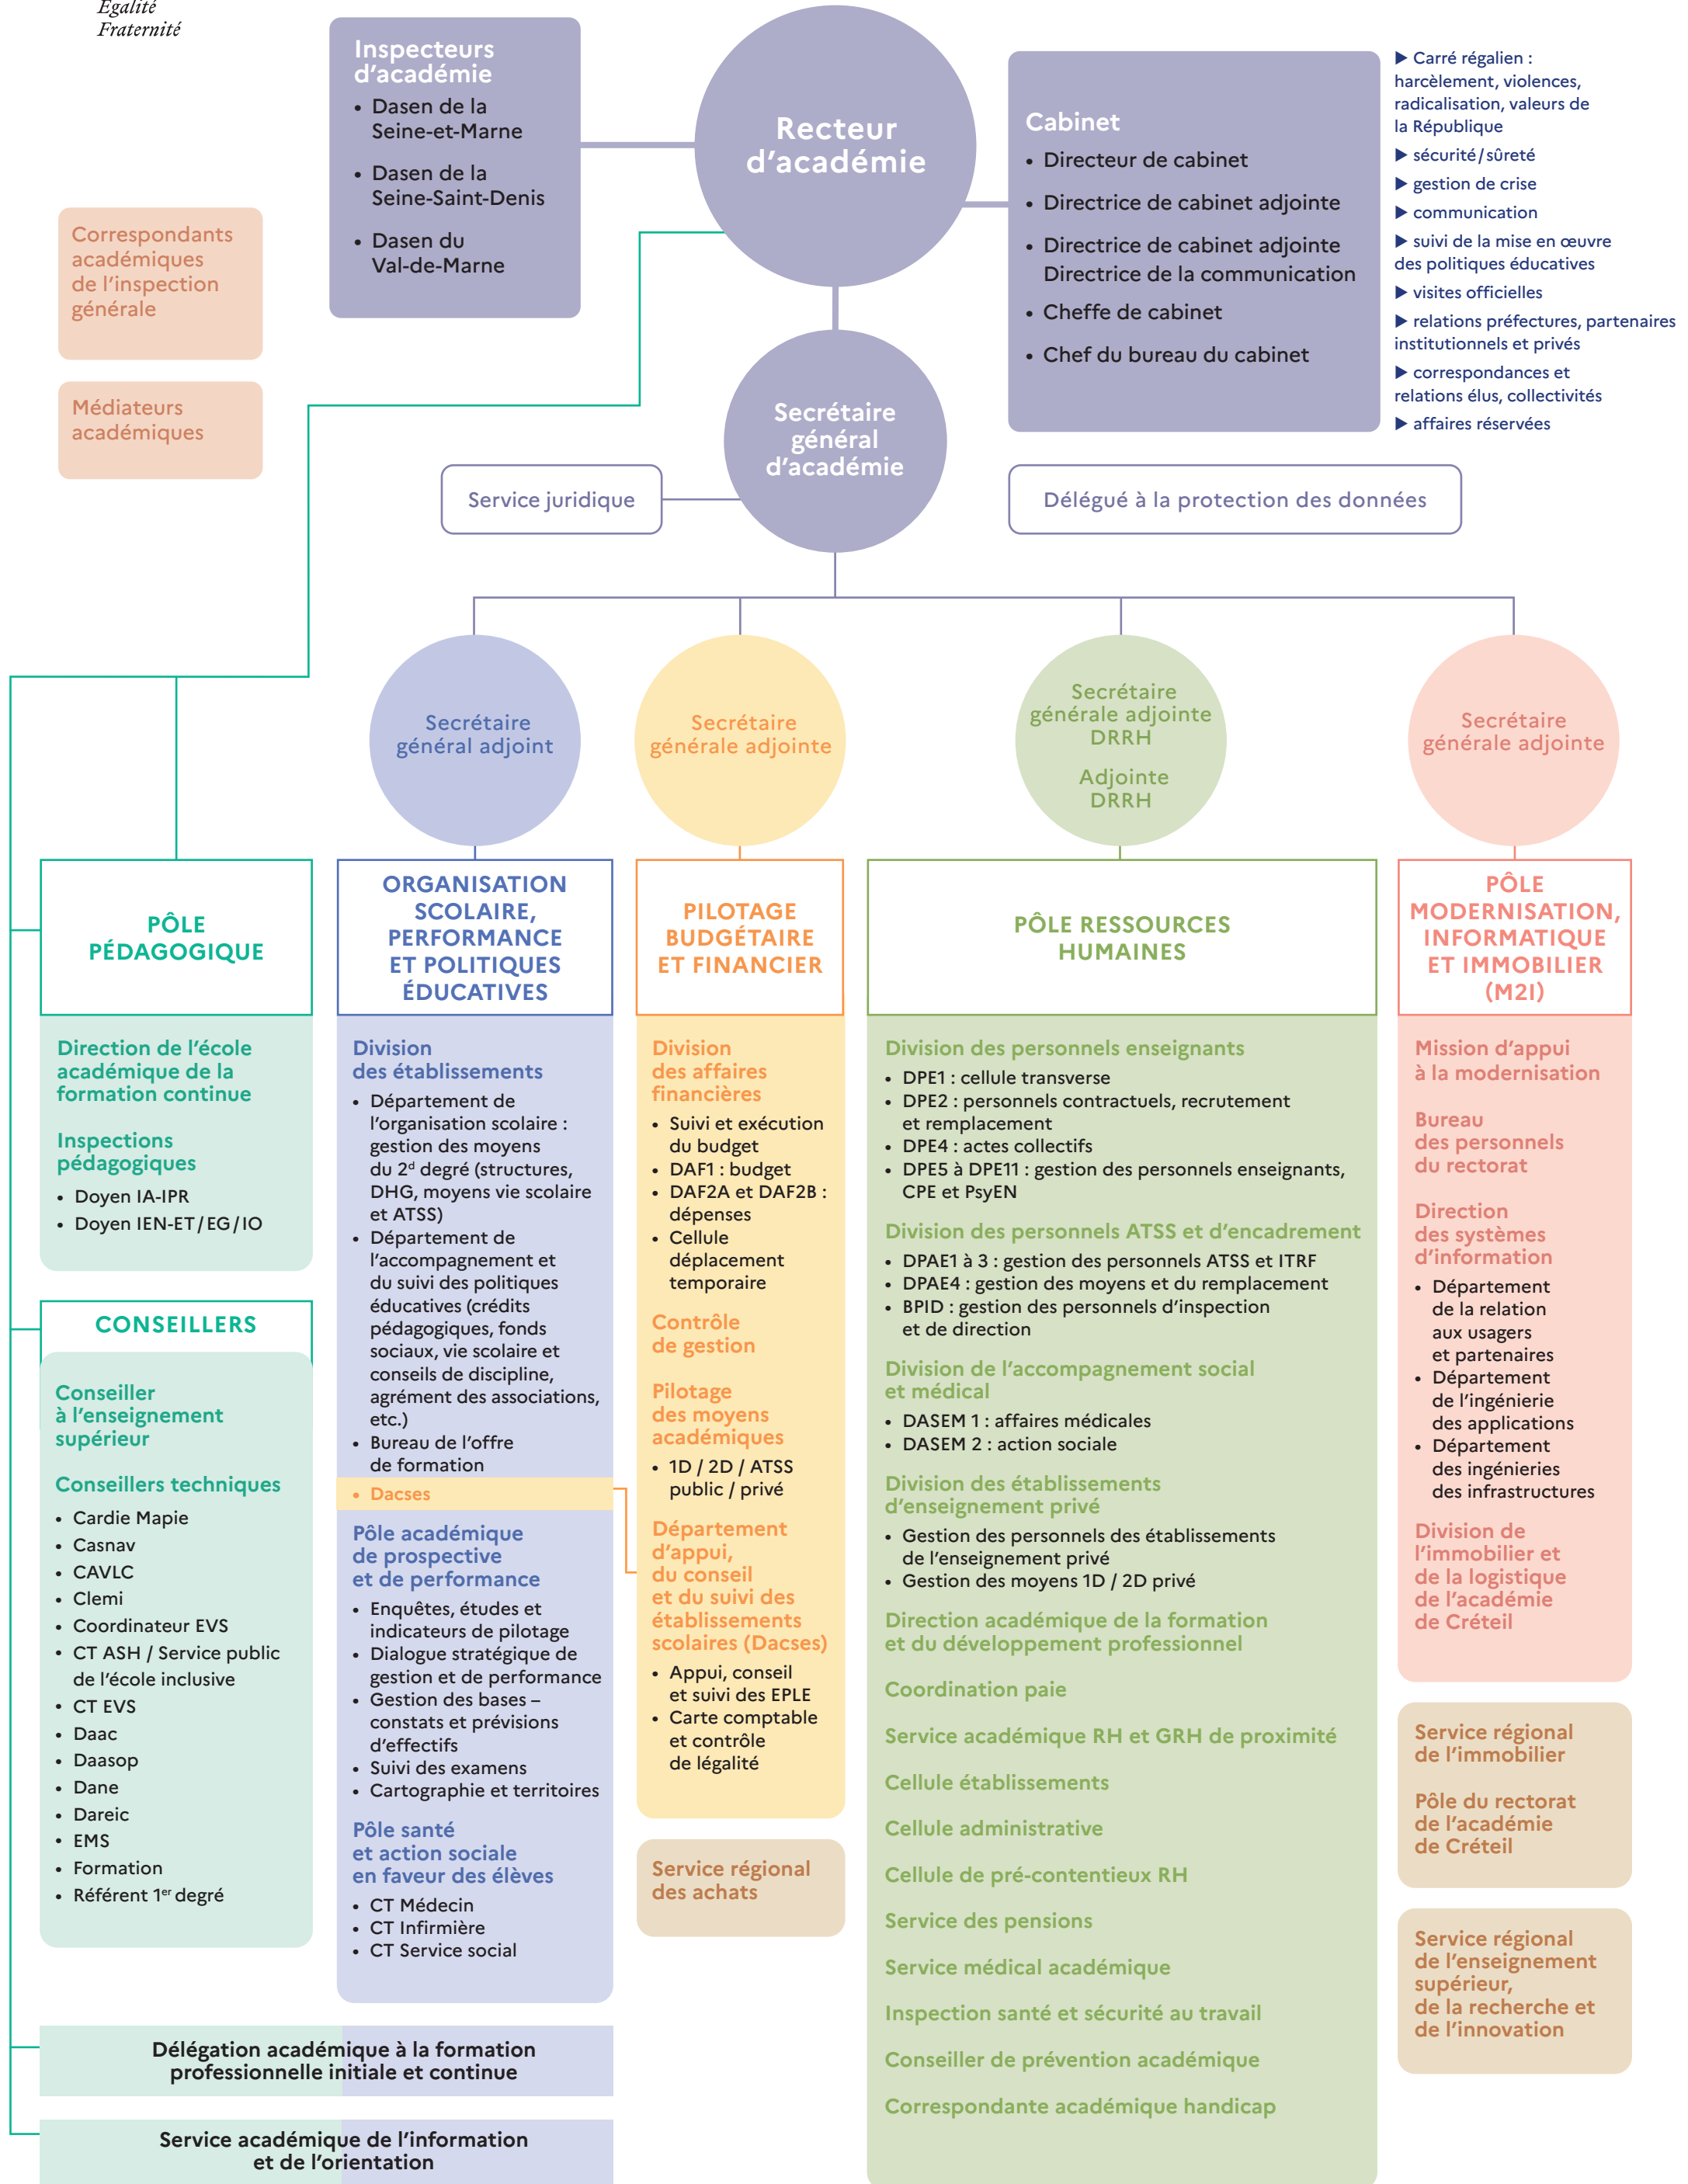 Égalité
Fraternité
Inspecteurs
d’académie
• Dasen de la
Seine-et-Marne
• Dasen de la
Seine-Saint-Denis
• Dasen du
Val-de-Marne
Recteur
d’académie
Cabinet
• Directeur de cabinet
• Directrice de cabinet adjointe
• Directrice de cabinet adjointe
Directrice de la communication
• Cheffe de cabinet
• Chef du bureau du cabinet
▶ Carré régalien :
harcèlement, violences,
radicalisation, valeurs de
la République
▶ sécurité/sûreté
▶ gestion de crise
▶ communication
▶ suivi de la mise en œuvre
des politiques éducatives
▶ visites officielles
▶ relations préfectures, partenaires
institutionnels et privés
▶ correspondances et
relations élus, collectivités
▶ affaires réservées
Correspondants
académiques
de l’inspection
générale
Médiateurs
académiques
Secrétaire
général
d’académie
Service juridique
Délégué à la protection des données
Secrétaire
général adjoint
Secrétaire
générale adjointe
Secrétaire
générale adjointe
DRRH
Adjointe
DRRH
Secrétaire
générale adjointe
PÔLE
PÉDAGOGIQUE
Direction de l’école
académique de la
formation continue
Inspections
pédagogiques
• Doyen IA-IPR
• Doyen IEN-ET/EG/IO
CONSEILLERS
Conseiller
à l’enseignement
supérieur
Conseillers techniques
• Cardie Mapie
• Casnav
• CAVLC
• Clemi
• Coordinateur EVS
• CT ASH / Service public
de l’école inclusive
• CT EVS
• Daac
• Daasop
• Dane
• Dareic
• EMS
• Formation
• Référent 1er degré
ORGANISATION
SCOLAIRE,
PERFORMANCE
ET POLITIQUES
ÉDUCATIVES
Division
des établissements
• Département de
l’organisation scolaire :
gestion des moyens
du 2d degré (structures,
DHG, moyens vie scolaire
et ATSS)
• Département de
l’accompagnement et
du suivi des politiques
éducatives (crédits
pédagogiques, fonds
sociaux, vie scolaire et
conseils de discipline,
agrément des associations,
etc.)
• Bureau de l’offre
de formation
• Dacses
Pôle académique
de prospective
et de performance
• Enquêtes, études et
indicateurs de pilotage
• Dialogue stratégique de
gestion et de performance
• Gestion des bases –
constats et prévisions
d’effectifs
• Suivi des examens
• Cartographie et territoires
Pôle santé
et action sociale
en faveur des élèves
• CT Médecin
• CT Infirmière
• CT Service social
PILOTAGE
BUDGÉTAIRE
ET FINANCIER
Division
des affaires
financières
• Suivi et exécution
du budget
• DAF1 : budget
• DAF2A et DAF2B :
dépenses
• Cellule
déplacement
temporaire
Contrôle
de gestion
Pilotage
des moyens
académiques
• 1D / 2D / ATSS
public / privé
Département
d’appui,
du conseil
et du suivi des
établissements
scolaires (Dacses)
• Appui, conseil
et suivi des EPLE
• Carte comptable
et contrôle
de légalité
Service régional
des achats
PÔLE RESSOURCES
HUMAINES
Division des personnels enseignants
• DPE1 : cellule transverse
• DPE2 : personnels contractuels, recrutement
et remplacement
• DPE4 : actes collectifs
• DPE5 à DPE11 : gestion des personnels enseignants,
CPE et PsyEN
Division des personnels ATSS et d’encadrement
• DPAE1 à 3 : gestion des personnels ATSS et ITRF
• DPAE4 : gestion des moyens et du remplacement
• BPID : gestion des personnels d’inspection
et de direction
Division de l’accompagnement social
et médical
• DASEM 1 : affaires médicales
• DASEM 2 : action sociale
Division des établissements
d’enseignement privé
• Gestion des personnels des établissements
de l’enseignement privé
• Gestion des moyens 1D / 2D privé
Direction académique de la formation
et du développement professionnel
Coordination paie
Service académique RH et GRH de proximité
Cellule établissements
Cellule administrative
Cellule de pré-contentieux RH
Service des pensions
Service médical académique
Inspection santé et sécurité au travail
Conseiller de prévention académique
Correspondante académique handicap
PÔLE
MODERNISATION,
INFORMATIQUE
ET IMMOBILIER
(M2I)
Mission d’appui
à la modernisation
Bureau
des personnels
du rectorat
Direction
des systèmes
d’information
• Département
de la relation
aux usagers
et partenaires
• Département
de l’ingénierie
des applications
• Département
des ingénieries
des infrastructures
Division de
l’immobilier et
de la logistique
de l’académie
de Créteil
Service régional
de l’immobilier
Pôle du rectorat
de l’académie
de Créteil
Service régional
de l’enseignement
supérieur,
de la recherche et
de l’innovation
Délégation académique à la formation
professionnelle initiale et continue
Service académique de l’information
et de l’orientation